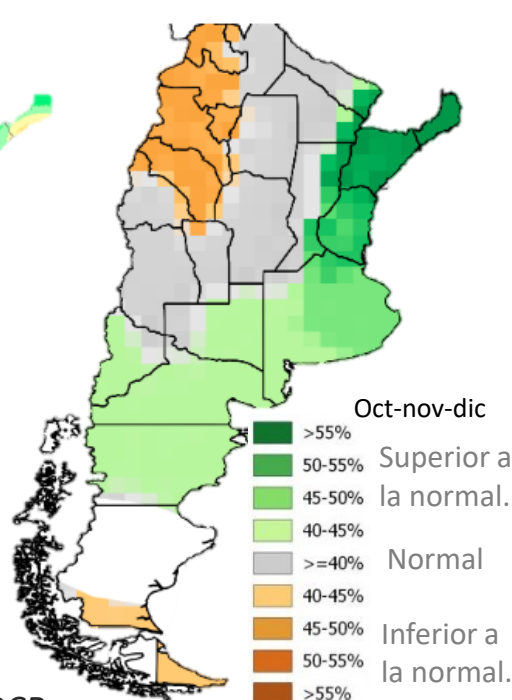 Oct-nov-dic
>55%
50-55%
Superior a
45-50%
la normal.
40-45%
>=40%
Normal
40-45%
45-50%
Inferior a
50-55%
la normal.
>55%